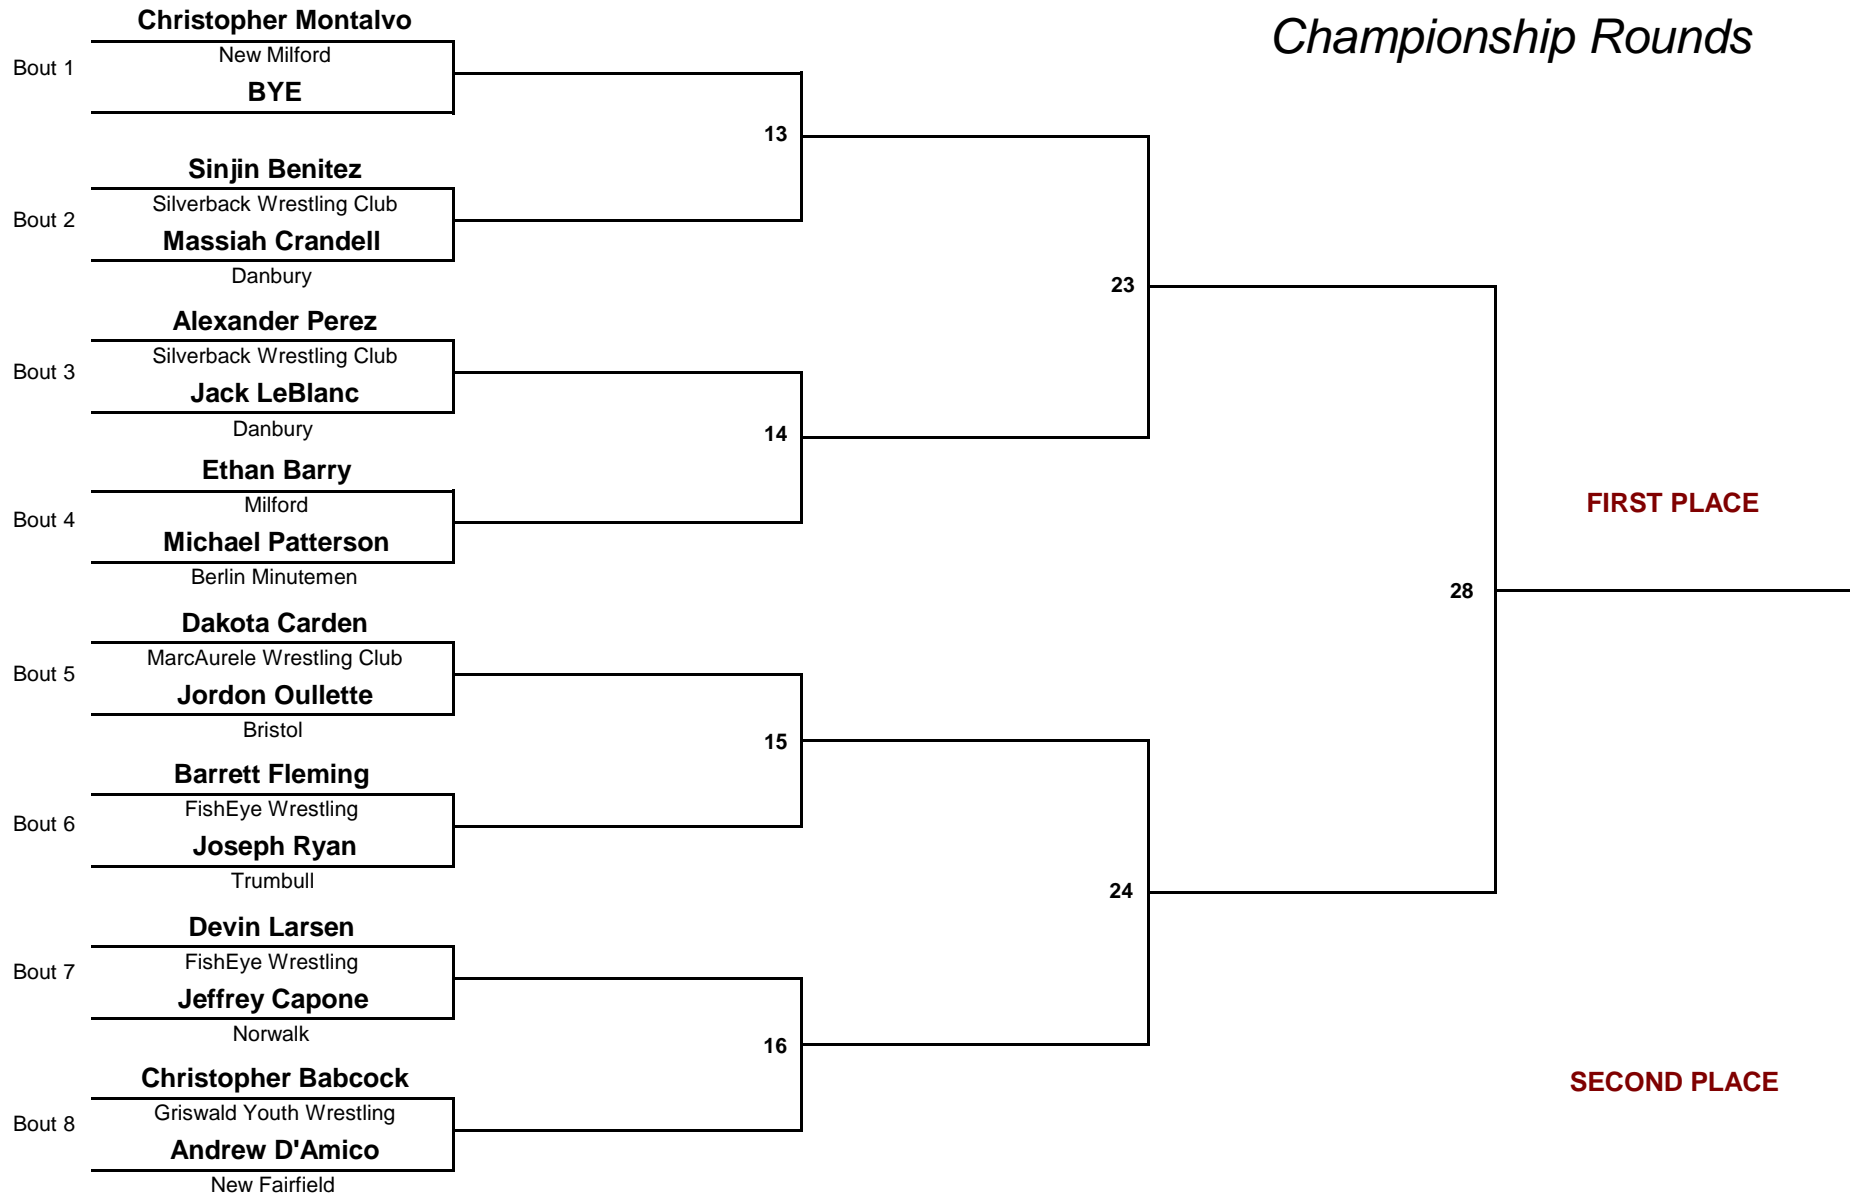 Championship Rounds
Christopher Montalvo
Bout 1
New Milford
BYE
13
Sinjin Benitez
Bout 2
Silverback Wrestling Club
Massiah Crandell
Danbury
23
Alexander Perez
Bout 3
Silverback Wrestling Club
Jack LeBlanc
Danbury
14
Ethan Barry
Bout 4
Milford
Michael Patterson
Berlin Minutemen
FIRST PLACE
28
Dakota Carden
Bout 5
MarcAurele Wrestling Club
Jordon Oullette
Bristol
15
Barrett Fleming
Bout 6
FishEye Wrestling
Joseph Ryan
Trumbull
24
Devin Larsen
Bout 7
FishEye Wrestling
Jeffrey Capone
Norwalk
16
Christopher Babcock
Bout 8
Griswald Youth Wrestling
Andrew D'Amico
New Fairfield
SECOND PLACE